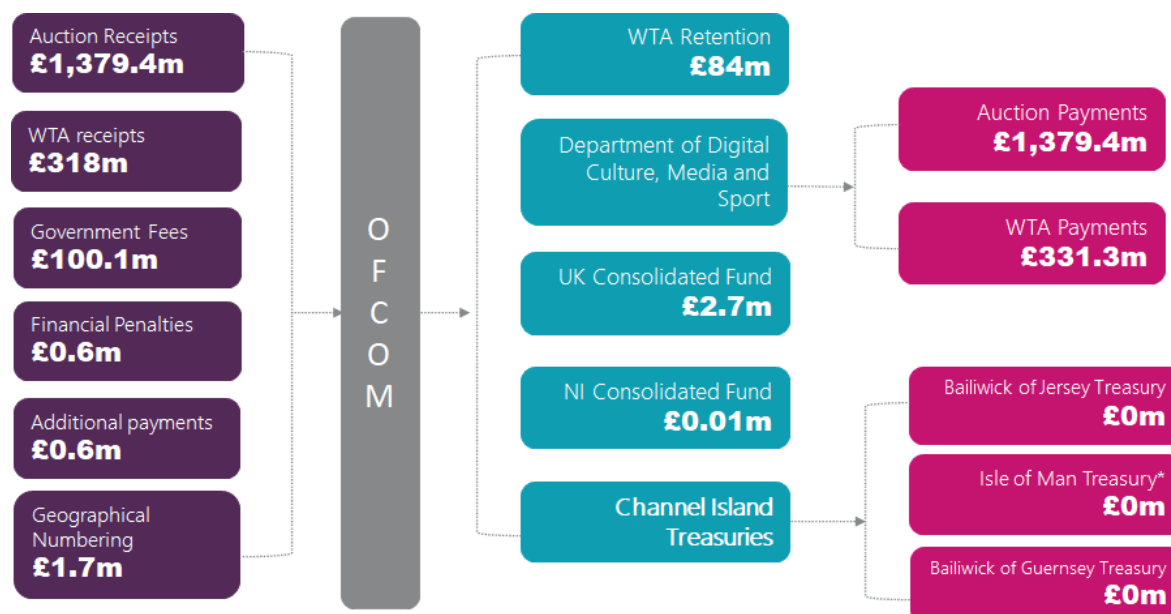 Auction Receipts
£1,379.4m
WTA receipts
£318m
Government Fees
£100.1m
Financial Penalties
£0.6m
Additional payments
£0.6m
Geographical
Numbering
£1.7m
O
F
C
O
M
WTA Retention
£84m
Department of Digital
Culture, Media and
Sport
UK Consolidated Fund
£2.7m
NI Consolidated Fund
£0.01m
Channel Island
Treasuries
Auction Payments
£1,379.4m
WTA Payments
£331.3m
Bailiwick of Jersey Treasury
£0m
Isle of Man Treasury*
£0m
Bailiwick of Guernsey Treasury
£0m